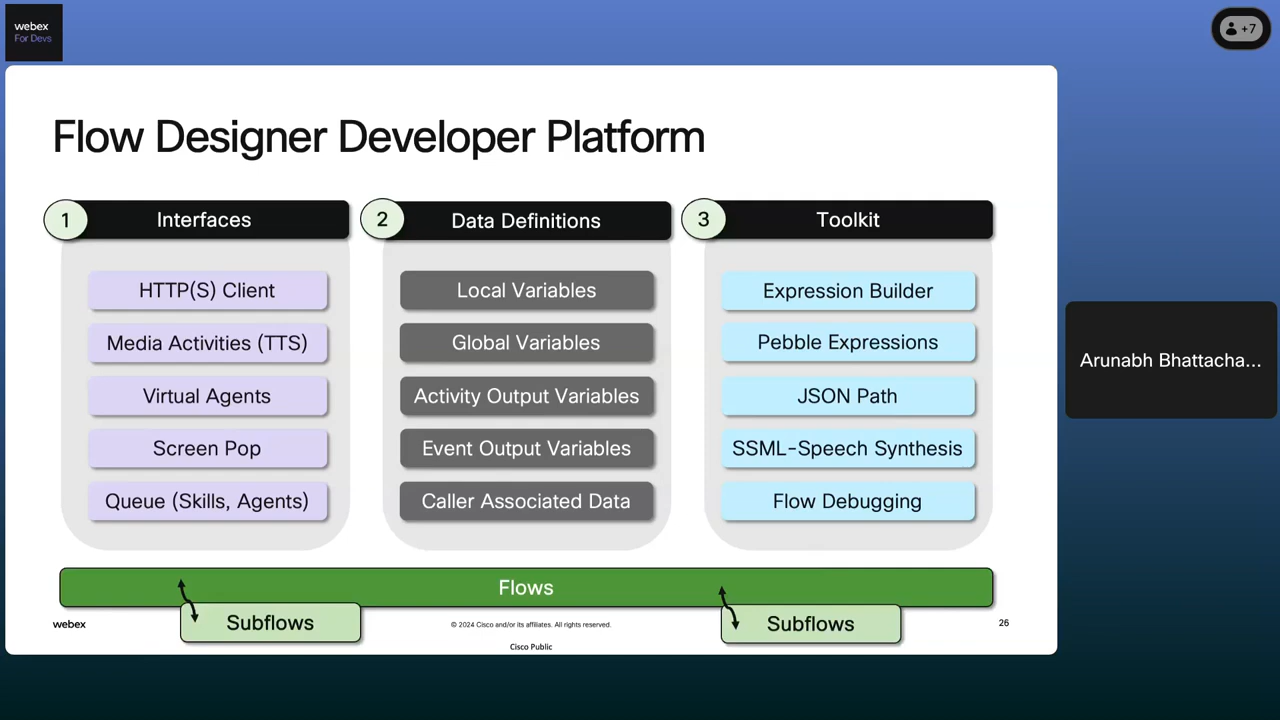 webex
For Devs
+7
Flow Designer Developer Platform
1
Interfaces
HTTP(S) Client
Media Activities (TTS)
Virtual Agents
Screen Pop
Queue (Skills, Agents)
2
Data Definitions
Local Variables
Global Variables
Activity Output Variables
Event Output Variables
Caller Associated Data
3
Toolkit
Expression Builder
Pebble Expressions
JSON Path
SSML-Speech Synthesis
Flow Debugging
Arunabh Bhattacha...
Flows
Subflows
Subflows
webex
© 2024 Cisco and/or its affiliates. All rights reserved.
26
Cisco Public